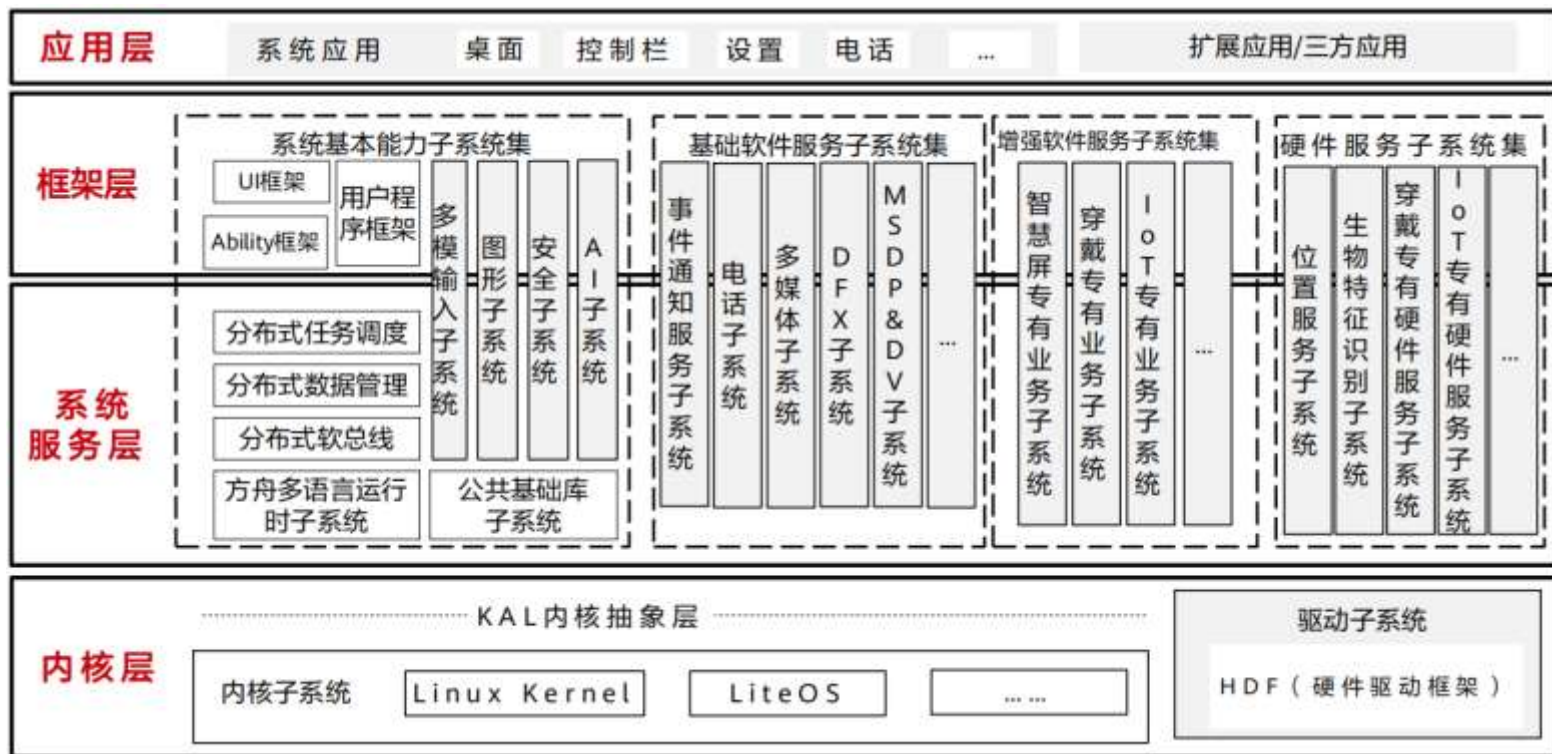 应用层
系统应用
桌面
控制栏
设置
电话
...
扩展应用/三方应用
框架层
系统基本能力子系统集
UI框架
Ability框架
用户程
序框架
多模输入子系统
图形子系统
安全子系统
AI子系统
基础软件服务子系统集
事件通知服务子系统
电话子系统
多媒体子系统
DFX子系统
MSDP&DV子系统
...
增强软件服务子系统集
智慧屏专有业务子系统
穿戴专有业务子系统
IoT专有业务子系统
...
硬件服务子系统集
位置服务子系统
生物特征识别子系统
穿戴专有硬件服务子系统
IoT专有硬件服务子系统
...
系统
服务层
分布式任务调度
分布式数据管理
分布式软总线
方舟多语言运行
时子系统
公共基础库
子系统
内核层
KAL内核抽象层
内核子系统
Linux Kernel
LiteOS
... ...
驱动子系统
HDF(硬件驱动框架)